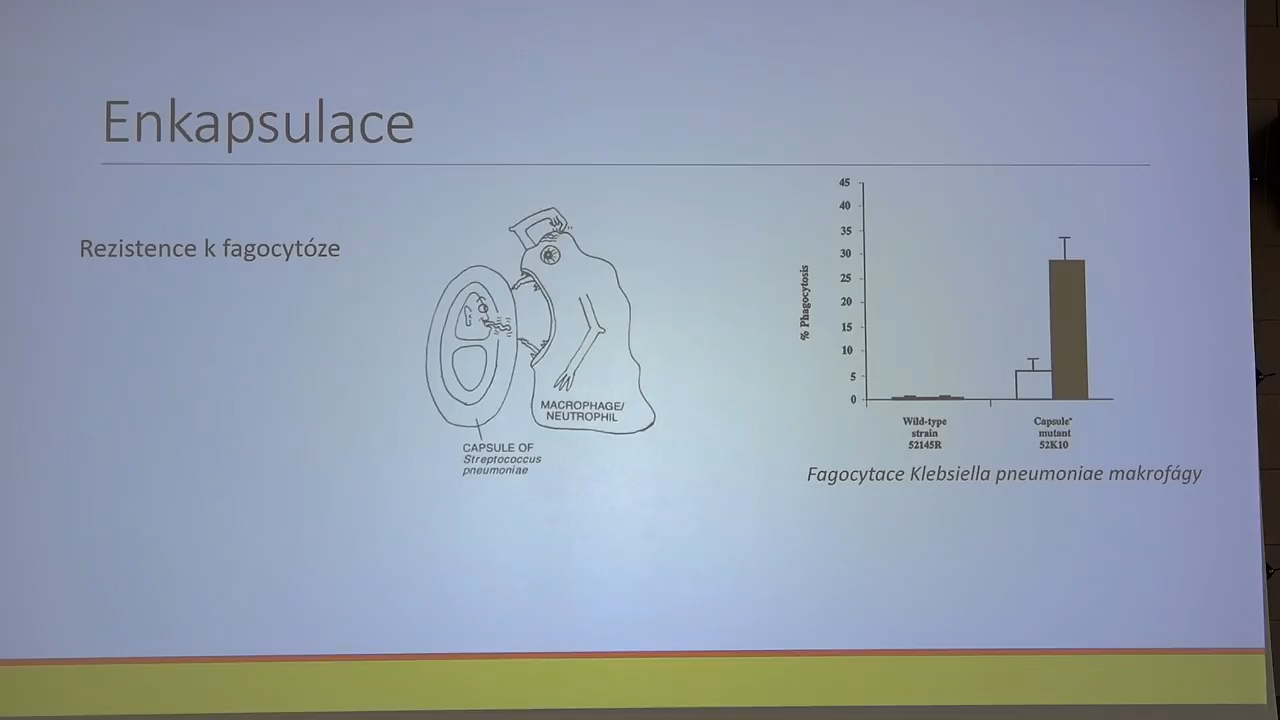 Enkapsulace
Rezistence k fagocytóze
MACROPHAGE/
NEUTROPHIL
CAPSULE OF
Streptococcus
pneumoniae
% Phagocytosis
45
40
35
30
25
20
15
10
5
0
Wild-type
strain
52145R
Capsule-
mutant
52K10
Fagocytace Klebsiella pneumoniae makrofágy